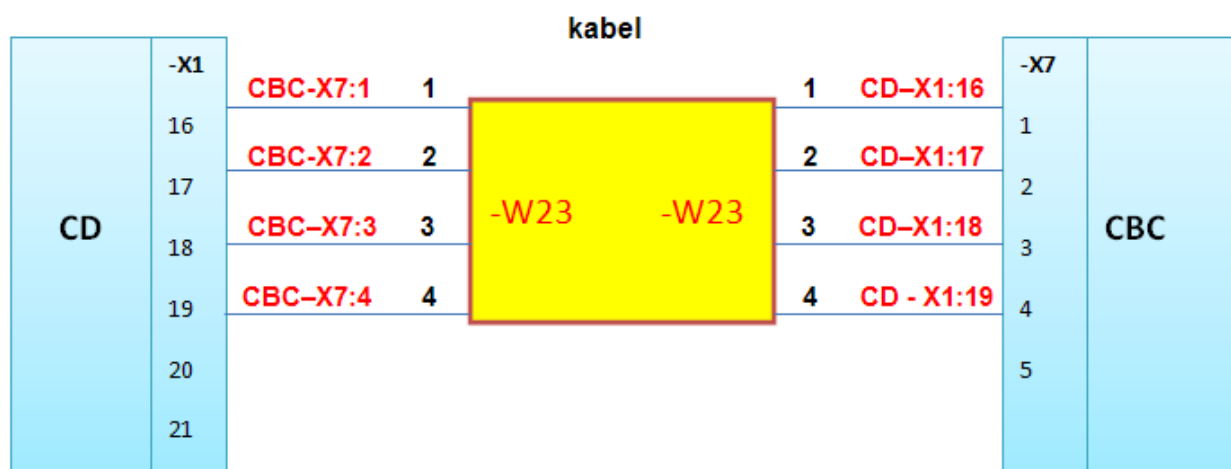 kabel
-X1
-X7
CBC-X7:1 1
1 CD–X1:16
16
1
CBC-X7:2 2
2 CD–X1:17
17
2
CD
-W23 -W23
CBC
CBC–X7:3 3
3 CD–X1:18
18
3
CBC–X7:4 4
4 CD - X1:19
19
4
20
5
21